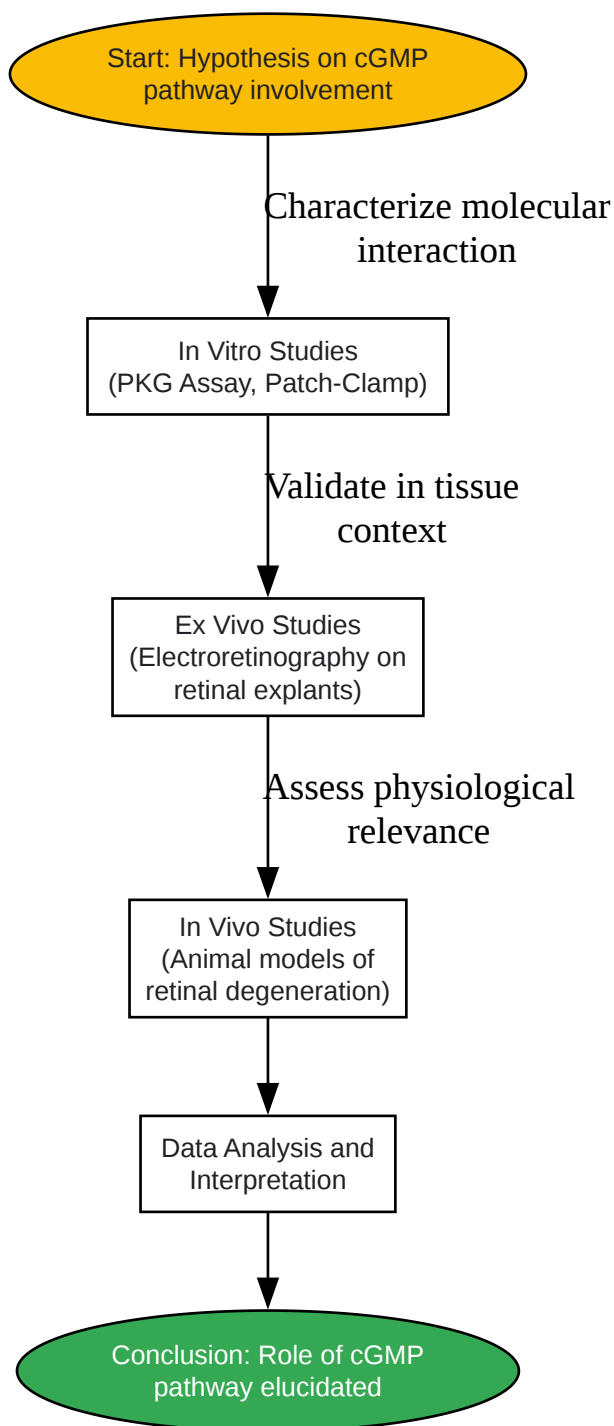 Start: Hypothesis on cGMP
pathway involvement
Characterize molecular
interaction
In Vitro Studies
(PKG Assay, Patch-Clamp)
Validate in tissue
context
Ex Vivo Studies
(Electroretinography on
retinal explants)
Assess physiological
relevance
In Vivo Studies
(Animal models of
retinal degeneration)
Data Analysis and
Interpretation
Conclusion: Role of cGMP
pathway elucidated